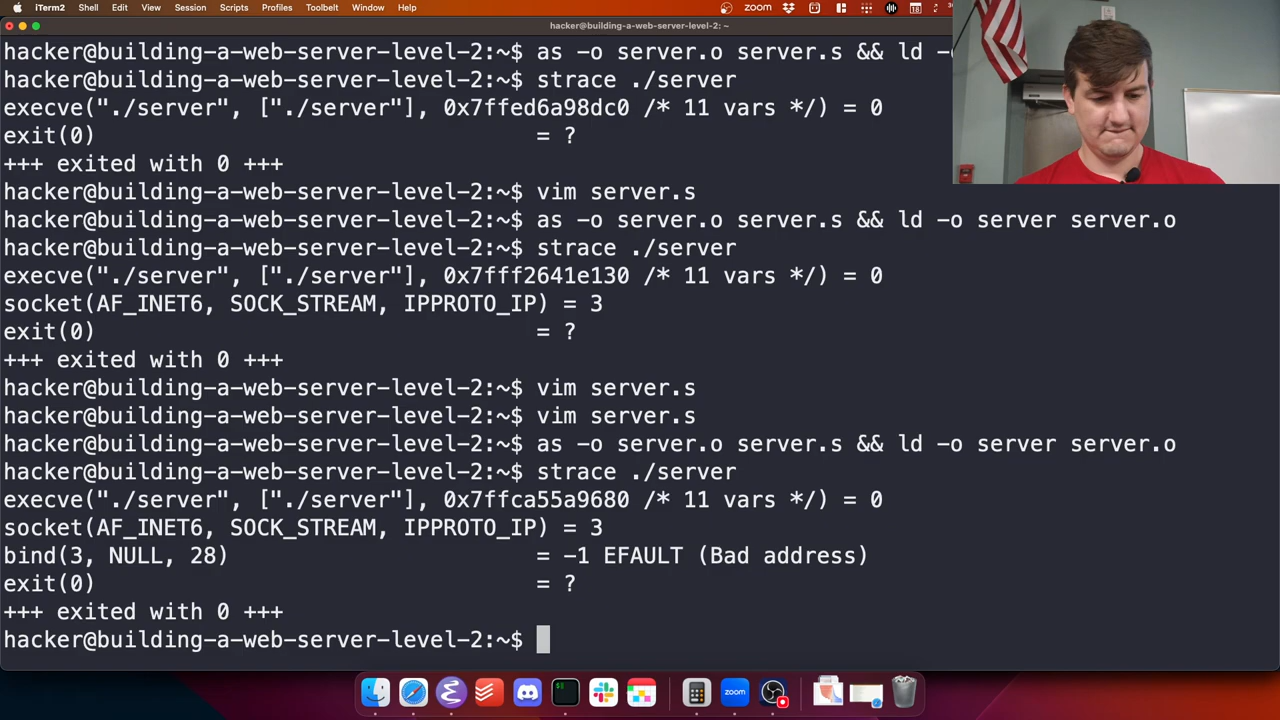 iTerm2 Shell Edit View Session Scripts Profiles Toolbelt Window Help zoom
hacker@building-a-web-server-level-2: ~
hacker@building-a-web-server-level-2:~$ as -o server.o server.s && ld
hacker@building-a-web-server-level-2:~$ strace ./server
execve("./server", ["./server"], 0x7ffed6a98dc0 /* 11 vars */) = 0
exit(0) = ?
+++ exited with 0 +++
hacker@building-a-web-server-level-2:~$ vim server.s
hacker@building-a-web-server-level-2:~$ as -o server.o server.s && ld -o server server.o
hacker@building-a-web-server-level-2:~$ strace ./server
execve("./server", ["./server"], 0x7fff2641e130 /* 11 vars */) = 0
socket(AF_INET6, SOCK_STREAM, IPPROTO_IP) = 3
exit(0) = ?
+++ exited with 0 +++
hacker@building-a-web-server-level-2:~$ vim server.s
hacker@building-a-web-server-level-2:~$ vim server.s
hacker@building-a-web-server-level-2:~$ as -o server.o server.s && ld -o server server.o
hacker@building-a-web-server-level-2:~$ strace ./server
execve("./server", ["./server"], 0x7ffca55a9680 /* 11 vars */) = 0
socket(AF_INET6, SOCK_STREAM, IPPROTO_IP) = 3
bind(3, NULL, 28) = -1 EFAULT (Bad address)
exit(0) = ?
+++ exited with 0 +++
hacker@building-a-web-server-level-2:~$
zoom